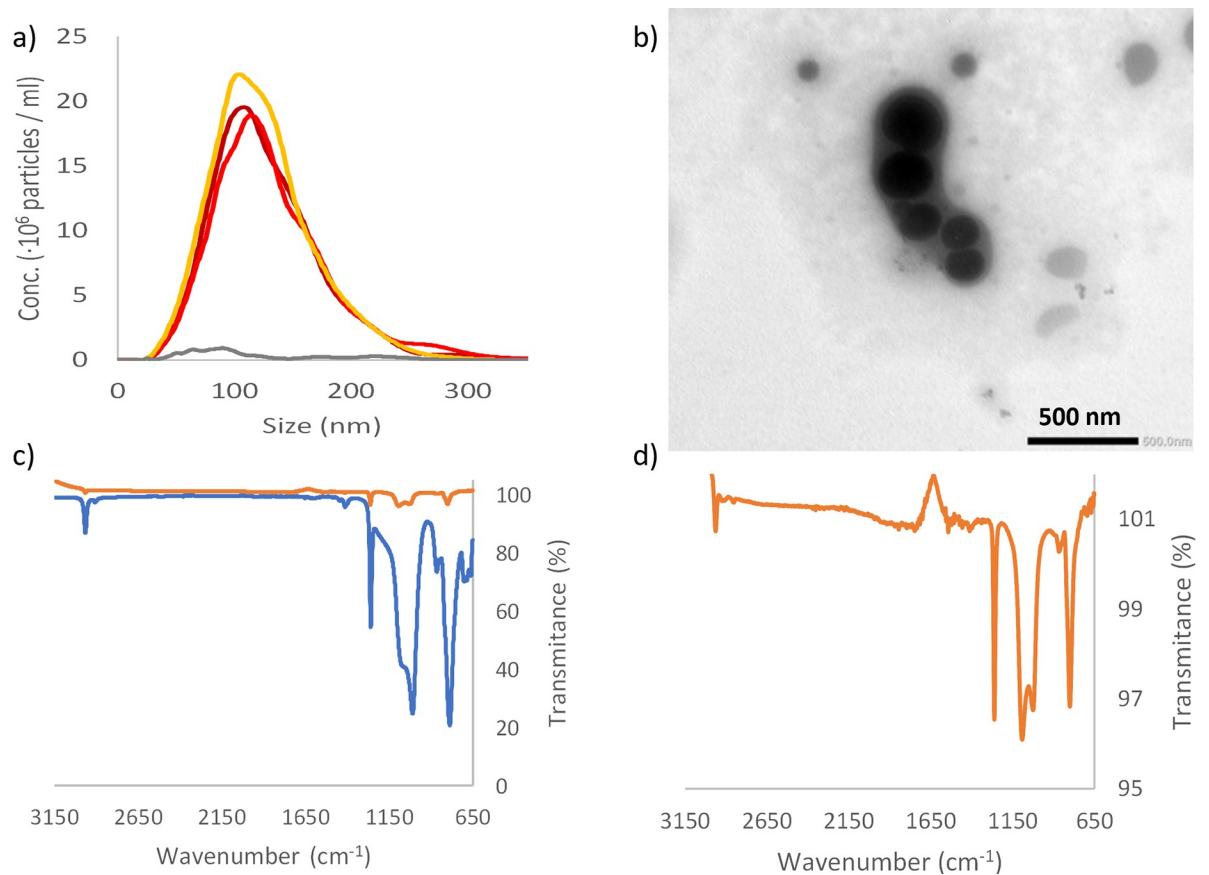 a)
25
20
15
10
5
0
Conc. (·10⁶ particles / ml)
0 100 200 300
Size (nm)
b)
500 nm
500.0nm
c)
100
80
60
40
20
0
Transmitance (%)
3150 2650 2150 1650 1150 650
Wavenumber (cm⁻¹)
d)
101
99
97
95
Transmitance (%)
3150 2650 2150 1650 1150 650
Wavenumber (cm⁻¹)